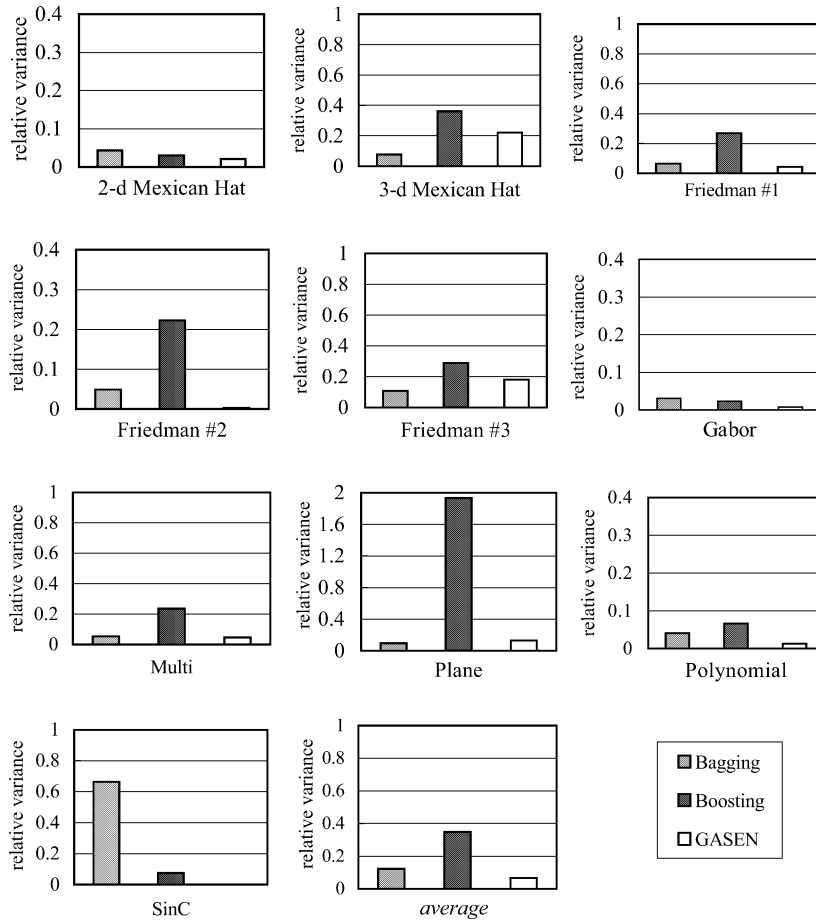 relative variance
0.4
0.3
0.2
0.1
0
2-d Mexican Hat
relative variance
1
0.8
0.6
0.4
0.2
0
3-d Mexican Hat
relative variance
1
0.8
0.6
0.4
0.2
0
Friedman #1
relative variance
0.4
0.3
0.2
0.1
0
Friedman #2
relative variance
1
0.8
0.6
0.4
0.2
0
Friedman #3
relative variance
0.4
0.3
0.2
0.1
0
Gabor
relative variance
1
0.8
0.6
0.4
0.2
0
Multi
relative variance
2
1.6
1.2
0.8
0.4
0
Plane
relative variance
0.4
0.3
0.2
0.1
0
Polynomial
relative variance
1
0.8
0.6
0.4
0.2
0
SinC
relative variance
1
0.8
0.6
0.4
0.2
0
average
Bagging
Boosting
GASEN